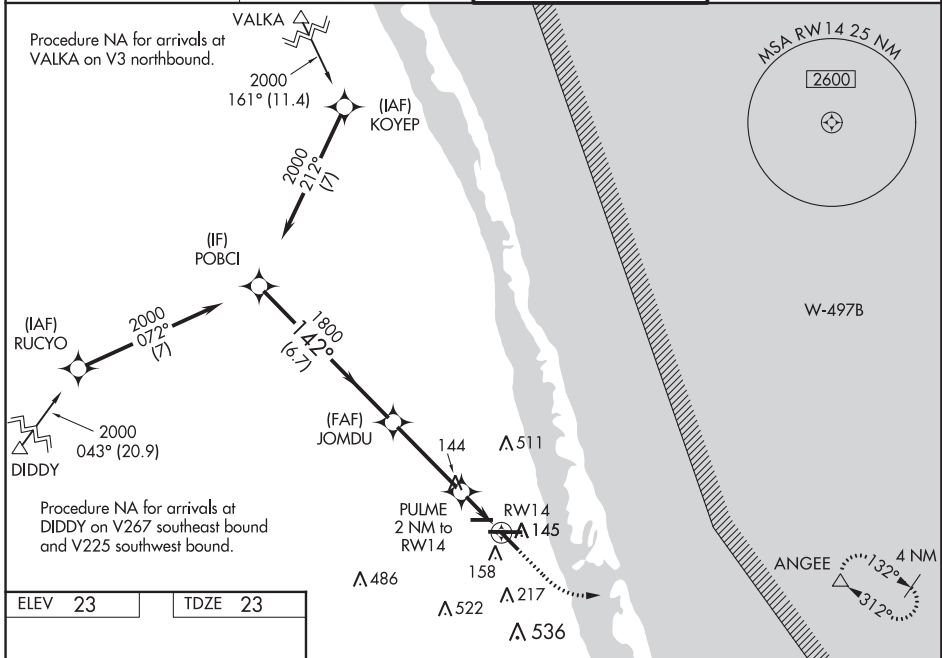 VALKA
Procedure NA for arrivals at
VALKA on V3 northbound.
2000
161° (11.4)
(IAF)
KOYEP
2000
212°
(7)
MSA RW14 25 NM
2600
(IF)
POBCI
(IAF)
RUCYO
2000
072°
(7)
1800
142°
(6.7)
W-497B
2000
043° (20.9)
DIDDY
(FAF)
JOMDU
144
511
Procedure NA for arrivals at
DIDDY on V267 southeast bound
and V225 southwest bound.
PULME
2 NM to
RW14
RW14
145
158
486
522
217
536
ANGEE
4 NM
132°
312°
ELEV 23
TDZE 23